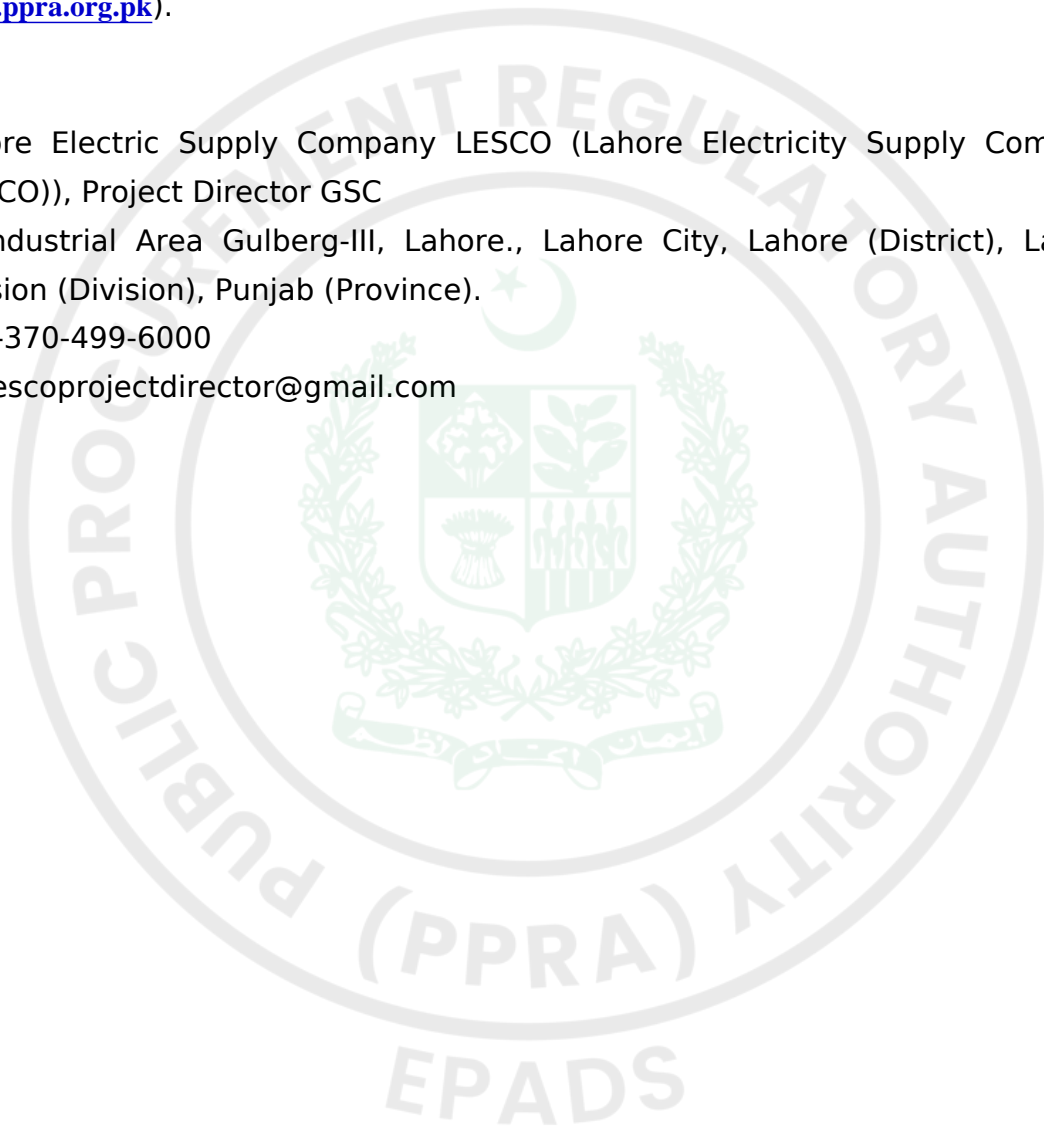 .ppra.org.pk).
ore Electric Supply Company LESCO (Lahore Electricity Supply Com
CO)), Project Director GSC
ndustrial Area Gulberg-III, Lahore., Lahore City, Lahore (District), La
sion (Division), Punjab (Province).
-370-499-6000
escoprojectdirector@gmail.com
PUBLIC PROCUREMENT REGULATORY AUTHORITY
(PPRA)
EPADS